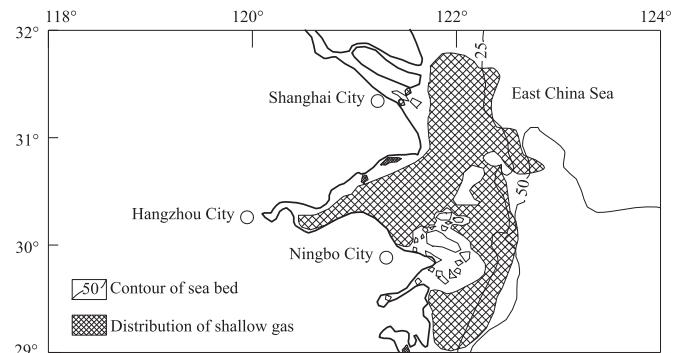 118° 120° 122° 124°
32°
25
Shanghai City
East China Sea
31°
50
Hangzhou City
30°
Ningbo City
50 Contour of sea bed
Distribution of shallow gas
29°